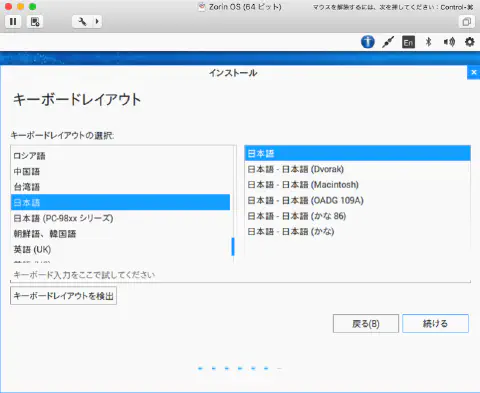 Zorin OS (64 ビット)
マウスを解除するには、次を押してください: Control-⌘
En
インストール
キーボードレイアウト
キーボードレイアウトの選択:
ロシア語
中国語
台湾語
日本語
日本語 (PC-98xx シリーズ)
朝鮮語、韓国語
英語 (UK)
日本語
日本語 - 日本語 (Dvorak)
日本語 - 日本語 (Macintosh)
日本語 - 日本語 (OADG 109A)
日本語 - 日本語 (かな 86)
日本語 - 日本語 (かな)
キーボード入力をここで試してください
キーボードレイアウトを検出
戻る(B)
続ける